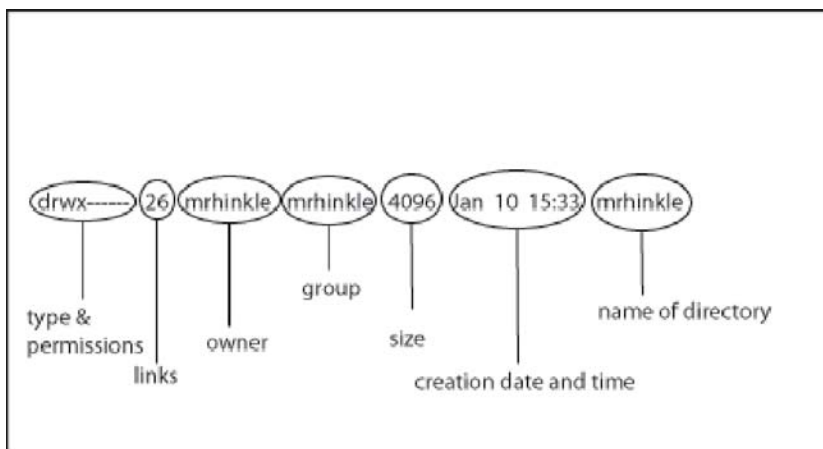 drwx------ 26 mrhinkle mrhinkle 4096 Jan 10 15:33 mrhinkle
type &
permissions
links
owner
group
size
creation date and time
name of directory